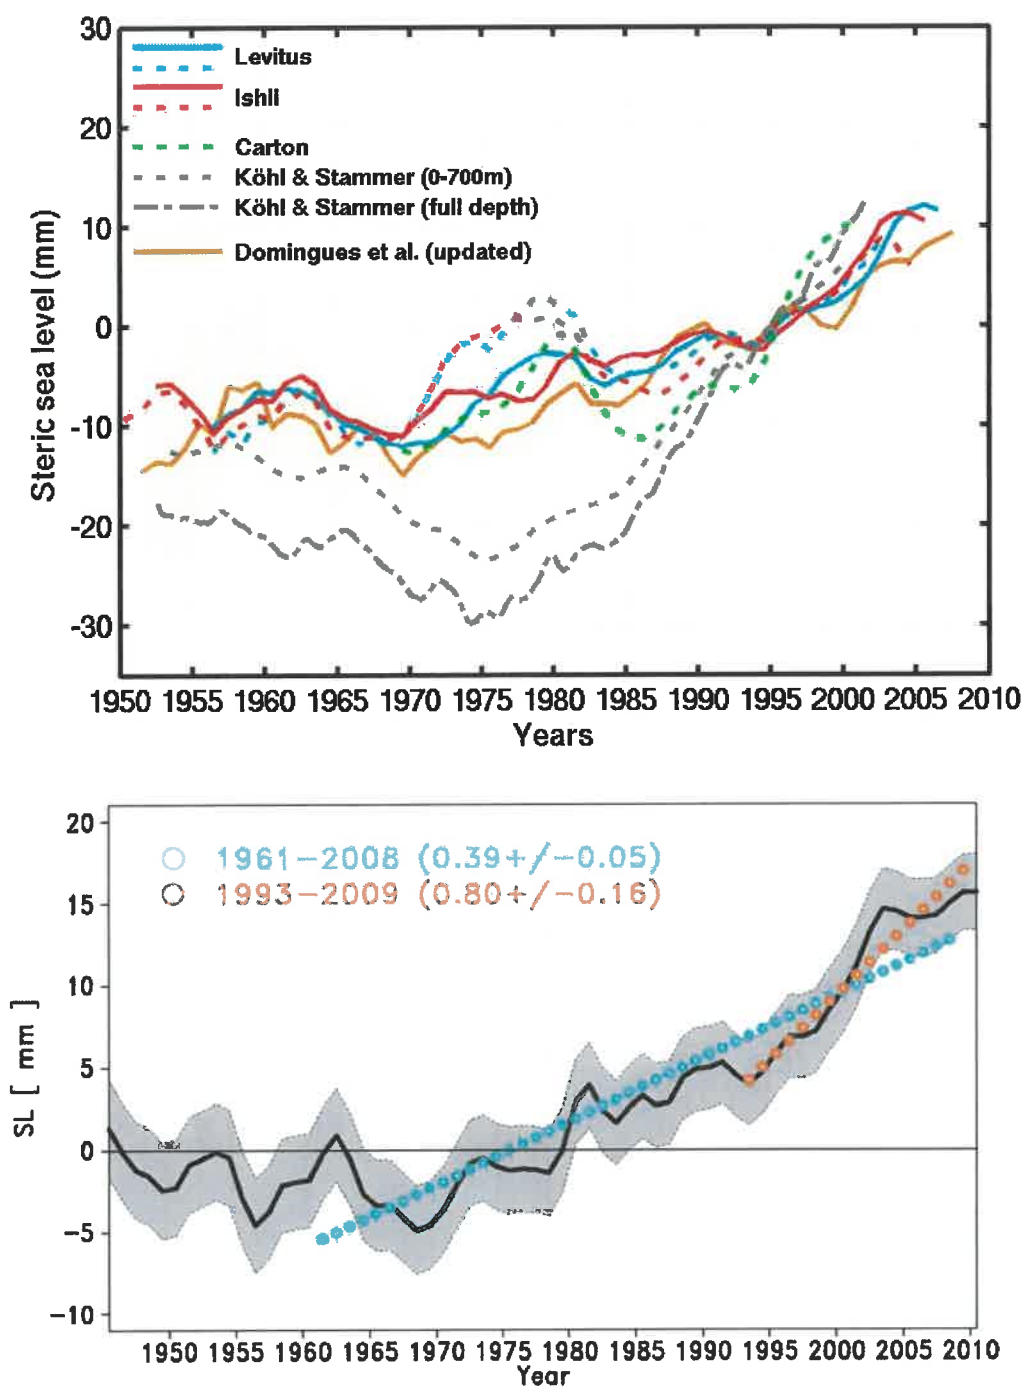 30
20
10
0
-10
-20
-30
Steric sea level (mm)
Levitus
Ishii
Carton
Köhl & Stammer (0-700m)
Köhl & Stammer (full depth)
Domingues et al. (updated)
1950 1955 1960 1965 1970 1975 1980 1985 1990 1995 2000 2005 2010
Years
20
15
10
5
0
-5
-10
SL [ mm ]
1961-2008 (0.39+/-0.05)
1993-2009 (0.80+/-0.16)
1950 1955 1960 1965 1970 1975 1980 1985 1990 1995 2000 2005 2010
Year